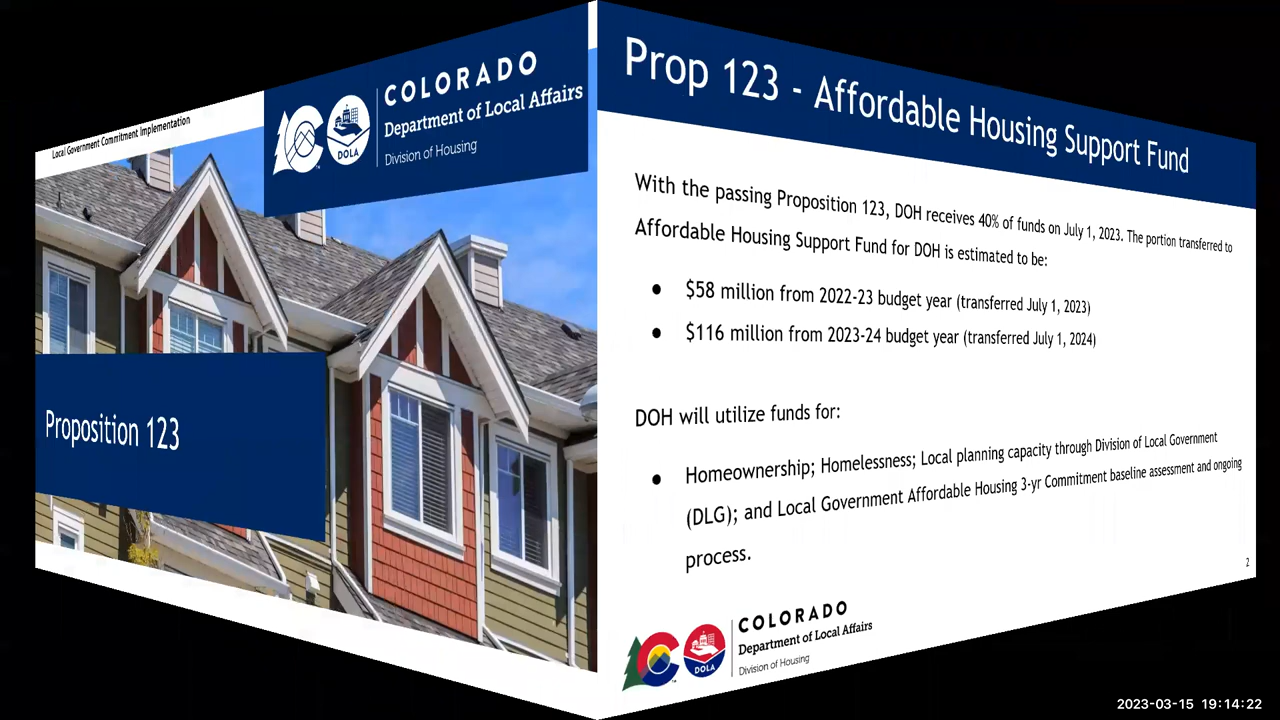 Local Government Commitment Implementation
COLORADO
Department of Local Affairs
Division of Housing
DOLA
Proposition 123
Prop 123 - Affordable Housing Support Fund
With the passing Proposition 123, DOH receives 40% of funds on July 1, 2023. The portion transferred to
Affordable Housing Support Fund for DOH is estimated to be:
● $58 million from 2022-23 budget year (transferred July 1, 2023)
● $116 million from 2023-24 budget year (transferred July 1, 2024)
DOH will utilize funds for:
● Homeownership; Homelessness; Local planning capacity through Division of Local Government
(DLG); and Local Government Affordable Housing 3-yr Commitment baseline assessment and ongoing
process.
2
COLORADO
Department of Local Affairs
Division of Housing
DOLA
2023-03-15 19:14:22